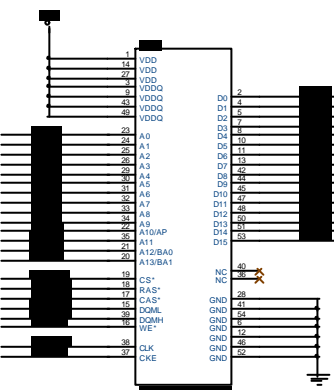 1 VDD
14 VDD
27 VDD
3 VDDQ
9 VDDQ
43 VDDQ
49 VDDQ
23 A0
24 A1
25 A2
26 A3
29 A4
30 A5
31 A6
32 A7
33 A8
34 A9
22 A10/AP
35 A11
21 A12/BA0
20 A13/BA1
19 CS*
18 RAS*
17 CAS*
15 DQML
39 DQMH
16 WE*
38 CLK
37 CKE
D0 2
D1 4
D2 5
D3 7
D4 8
D5 10
D6 11
D7 13
D8 42
D9 44
D10 45
D11 47
D12 48
D13 50
D14 51
D15 53
NC 40
NC 36
GND 28
GND 41
GND 54
GND 6
GND 12
GND 46
GND 52